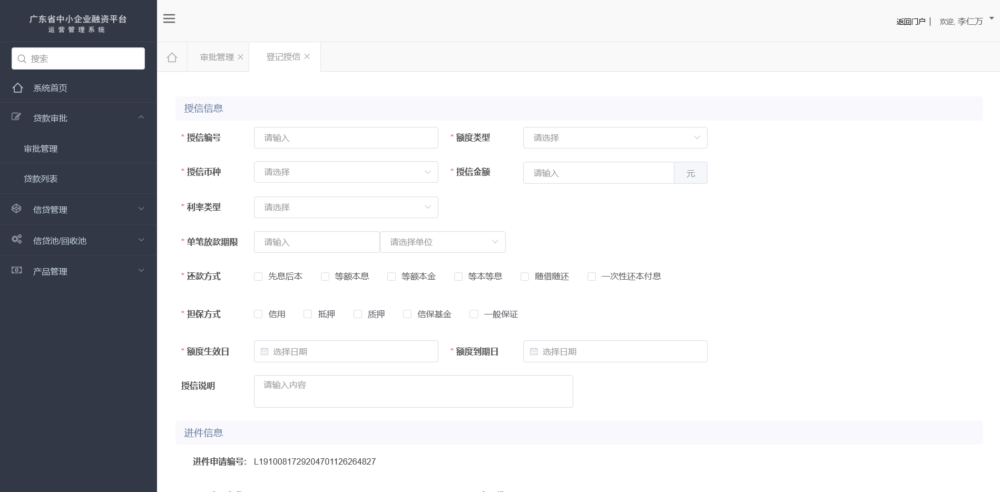 广东省中小企业融资平台
运营管理系统
返回门户 | 欢迎, 李仁万
搜索
审批管理
登记授信
系统首页
贷款审批
审批管理
贷款列表
信贷管理
信贷池/回收池
产品管理
授信信息
* 授信编号 请输入 * 额度类型 请选择
* 授信币种 请选择 * 授信金额 请输入 元
* 利率类型 请选择
* 单笔放款期限 请输入 请选择单位
* 还款方式 先息后本 等额本息 等额本金 等本等息 随借随还 一次性还本付息
* 担保方式 信用 抵押 质押 信保基金 一般保证
* 额度生效日 选择日期 * 额度到期日 选择日期
授信说明 请输入内容
进件信息
进件申请编号: L1910081729204701126264827